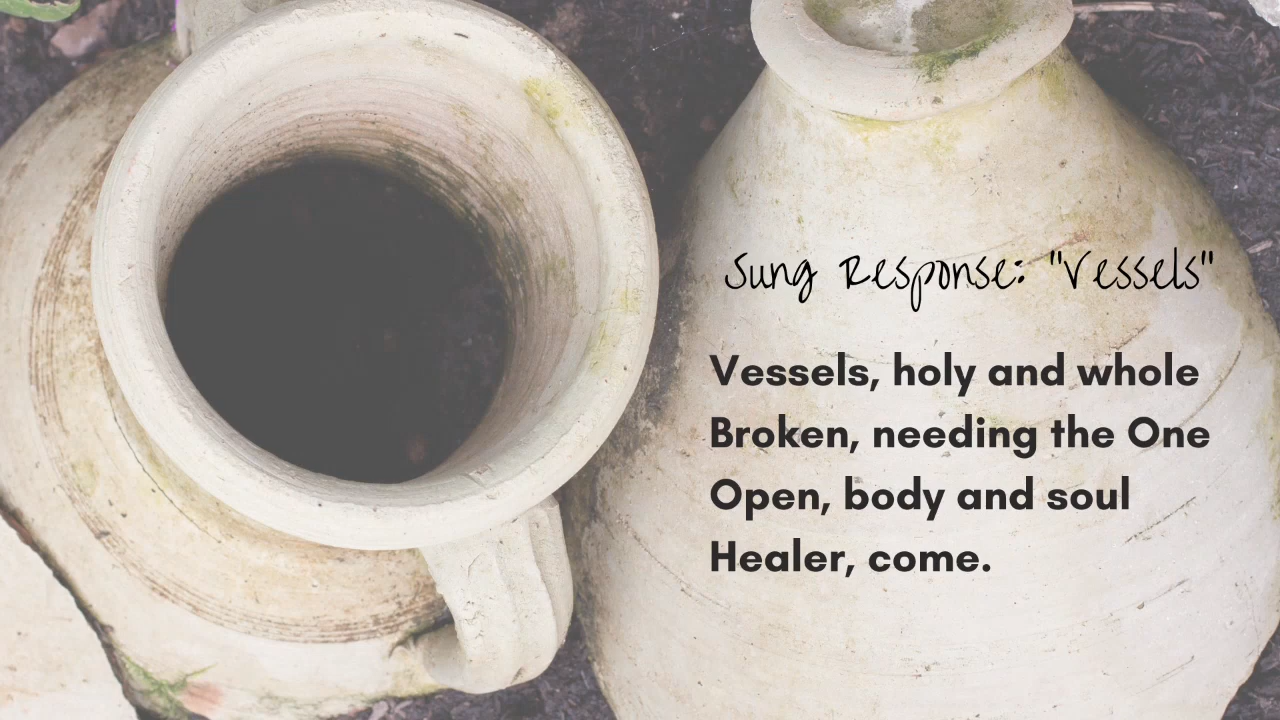 Sung Response: "Vessels"
Vessels, holy and whole
Broken, needing the One
Open, body and soul
Healer, come.